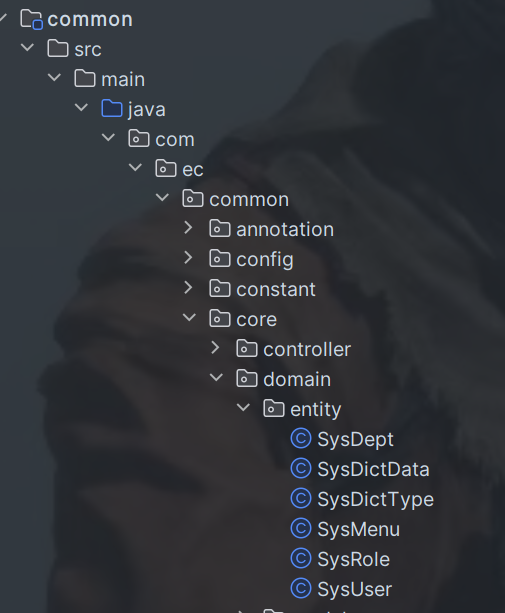 common
src
main
java
com
ec
common
annotation
config
constant
core
controller
domain
entity
C SysDept
C SysDictData
C SysDictType
C SysMenu
C SysRole
C SysUser